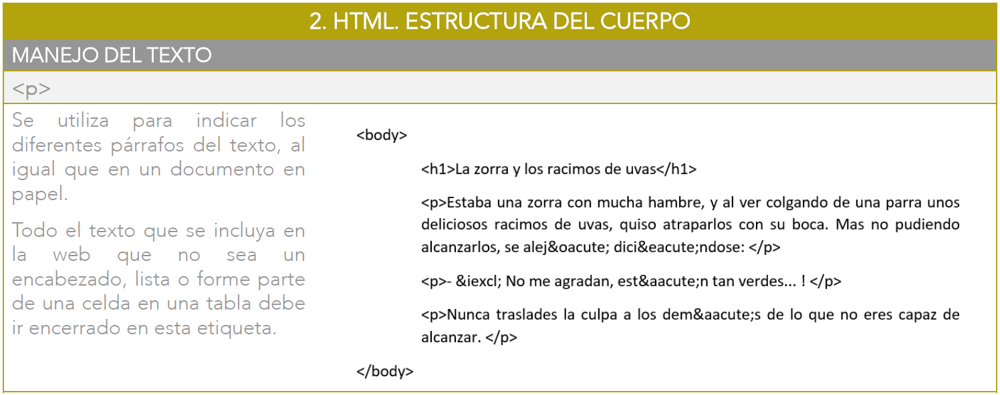 2. HTML. ESTRUCTURA DEL CUERPO
MANEJO DEL TEXTO
<p>
Se utiliza para indicar los
diferentes párrafos del texto, al
igual que en un documento en
papel.
Todo el texto que se incluya en
la web que no sea un
encabezado, lista o forme parte
de una celda en una tabla debe
ir encerrado en esta etiqueta.
<body>
<h1>La zorra y los racimos de uvas</h1>
<p>Estaba una zorra con mucha hambre, y al ver colgando de una parra unos
deliciosos racimos de uvas, quiso atraparlos con su boca. Mas no pudiendo
alcanzarlos, se alej&oacute; dici&eacute;ndose: </p>
<p>- &iexcl; No me agradan, est&aacute;n tan verdes... ! </p>
<p>Nunca traslades la culpa a los dem&aacute;s de lo que no eres capaz de
alcanzar. </p>
</body>